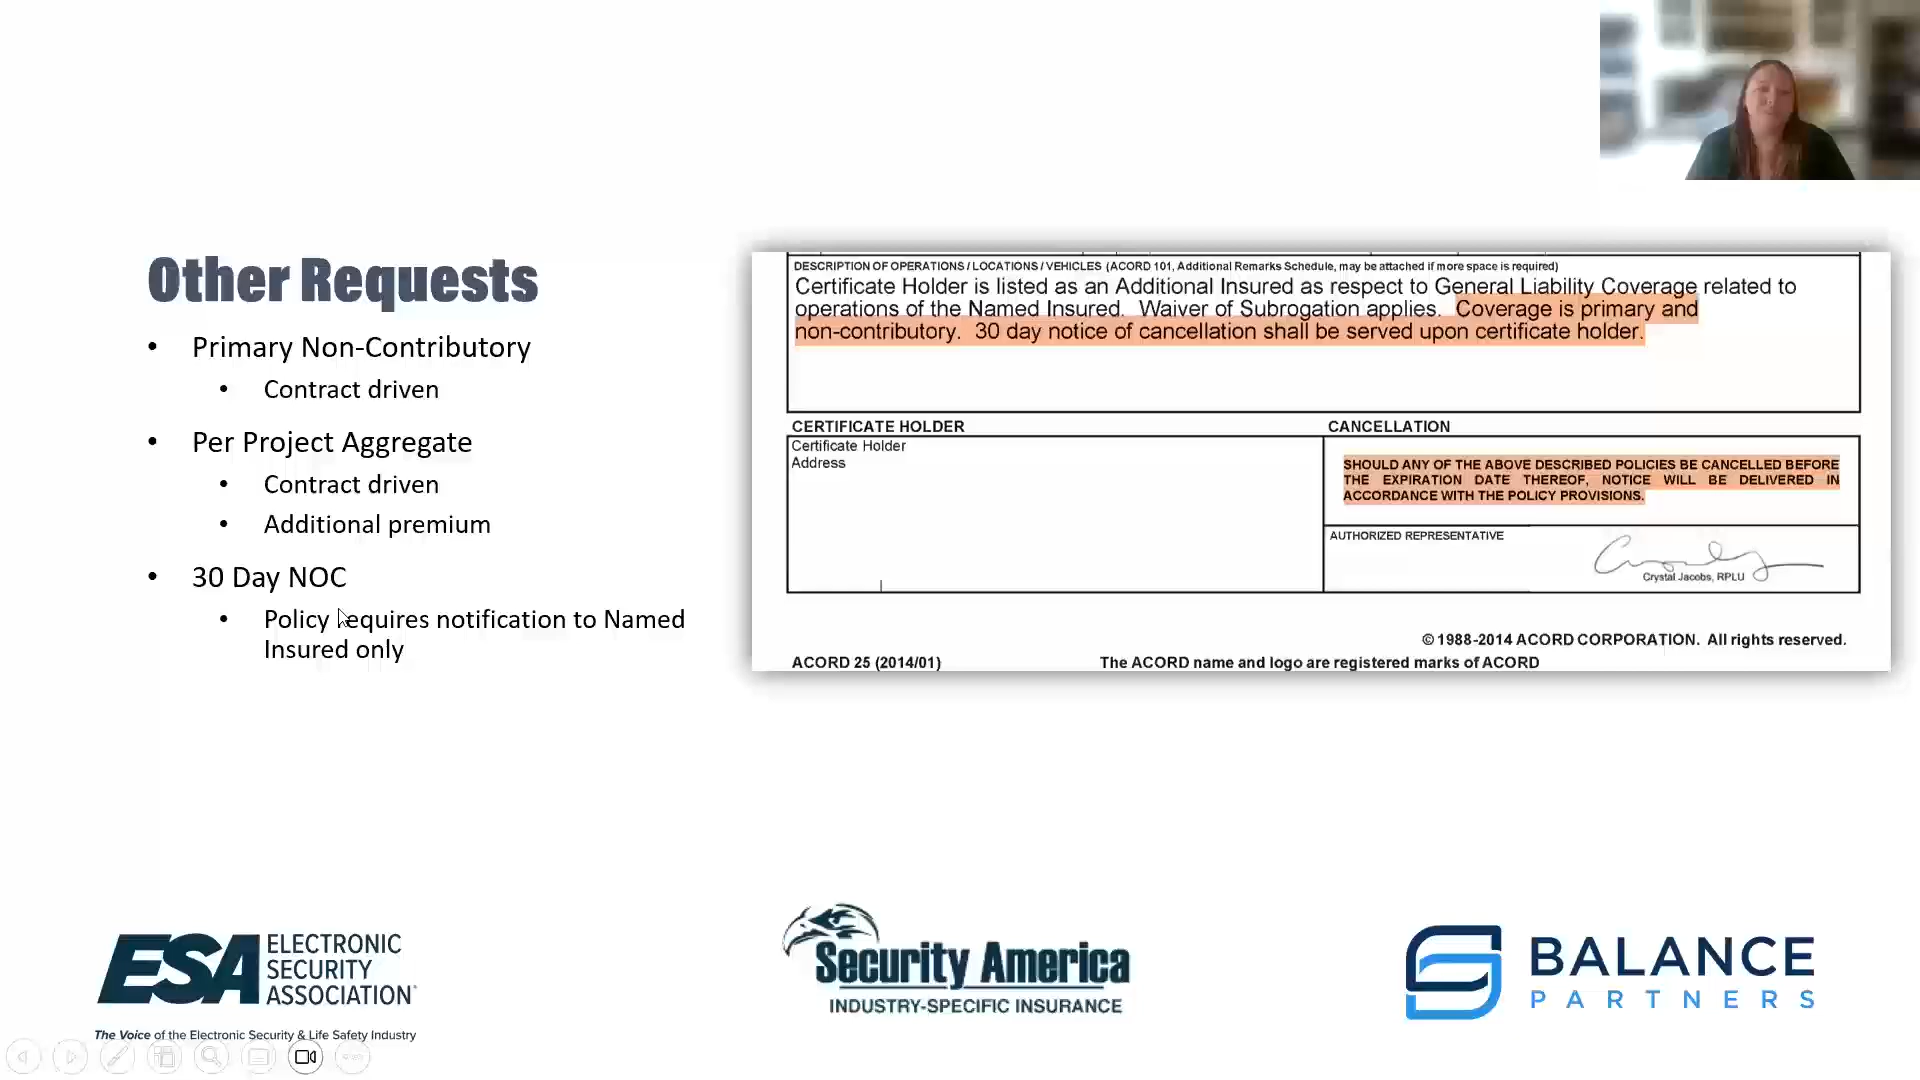 Other Requests
• Primary Non-Contributory
• Contract driven
• Per Project Aggregate
• Contract driven
• Additional premium
• 30 Day NOC
• Policy requires notification to Named
Insured only
DESCRIPTION OF OPERATIONS / LOCATIONS / VEHICLES (ACORD 101, Additional Remarks Schedule, may be attached if more space is required)
Certificate Holder is listed as an Additional Insured as respect to General Liability Coverage related to
operations of the Named Insured. Waiver of Subrogation applies. Coverage is primary and
non-contributory. 30 day notice of cancellation shall be served upon certificate holder.
CERTIFICATE HOLDER
CANCELLATION
Certificate Holder
Address
SHOULD ANY OF THE ABOVE DESCRIBED POLICIES BE CANCELLED BEFORE
THE EXPIRATION DATE THEREOF, NOTICE WILL BE DELIVERED IN
ACCORDANCE WITH THE POLICY PROVISIONS.
AUTHORIZED REPRESENTATIVE
Crystal Jacobs, RPLU
© 1988-2014 ACORD CORPORATION. All rights reserved.
ACORD 25 (2014/01)
The ACORD name and logo are registered marks of ACORD
ESA ELECTRONIC
SECURITY
ASSOCIATION
The Voice of the Electronic Security & Life Safety Industry
Security America
INDUSTRY-SPECIFIC INSURANCE
BALANCE
PARTNERS